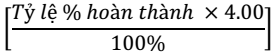 [Tỷ lệ % hoàn thành × 4.00
100%]